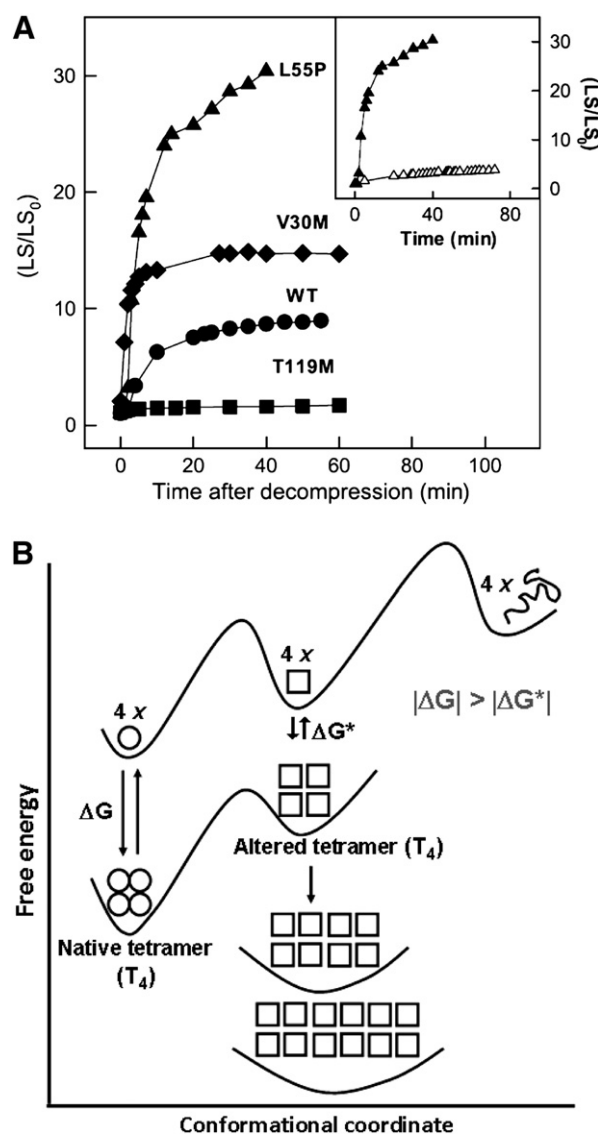 A
30
20
10
0
(LS/LS₀)
L55P
V30M
WT
T119M
0
20
40
60
80
100
Time after decompression (min)
30
20
10
0
(LS/LS₀)
0
40
80
Time (min)
B
4 x
4 x
4 x
|ΔG| > |ΔG*|
ΔG*
ΔG
Altered tetramer (T₄)
Native tetramer
(T₄)
Free energy
Conformational coordinate